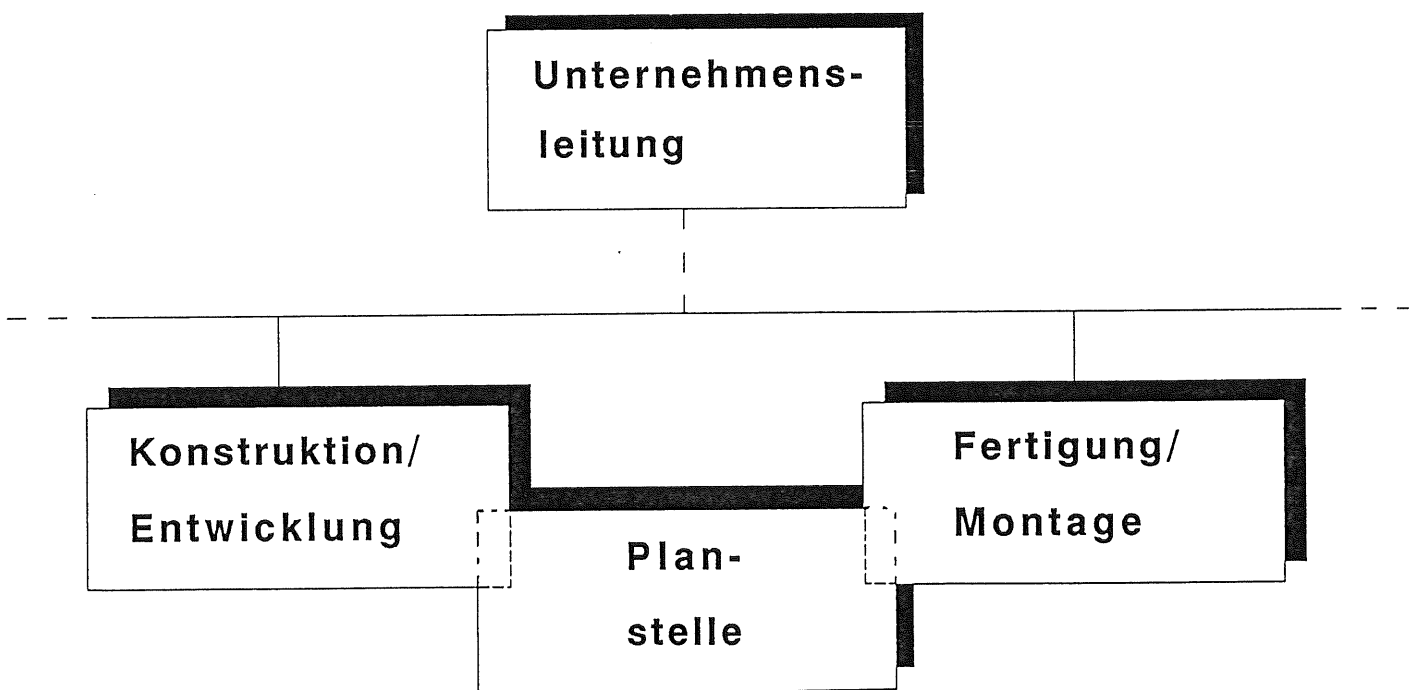 Unternehmens-
leitung
Konstruktion/
Entwicklung
Fertigung/
Montage
Plan-
stelle